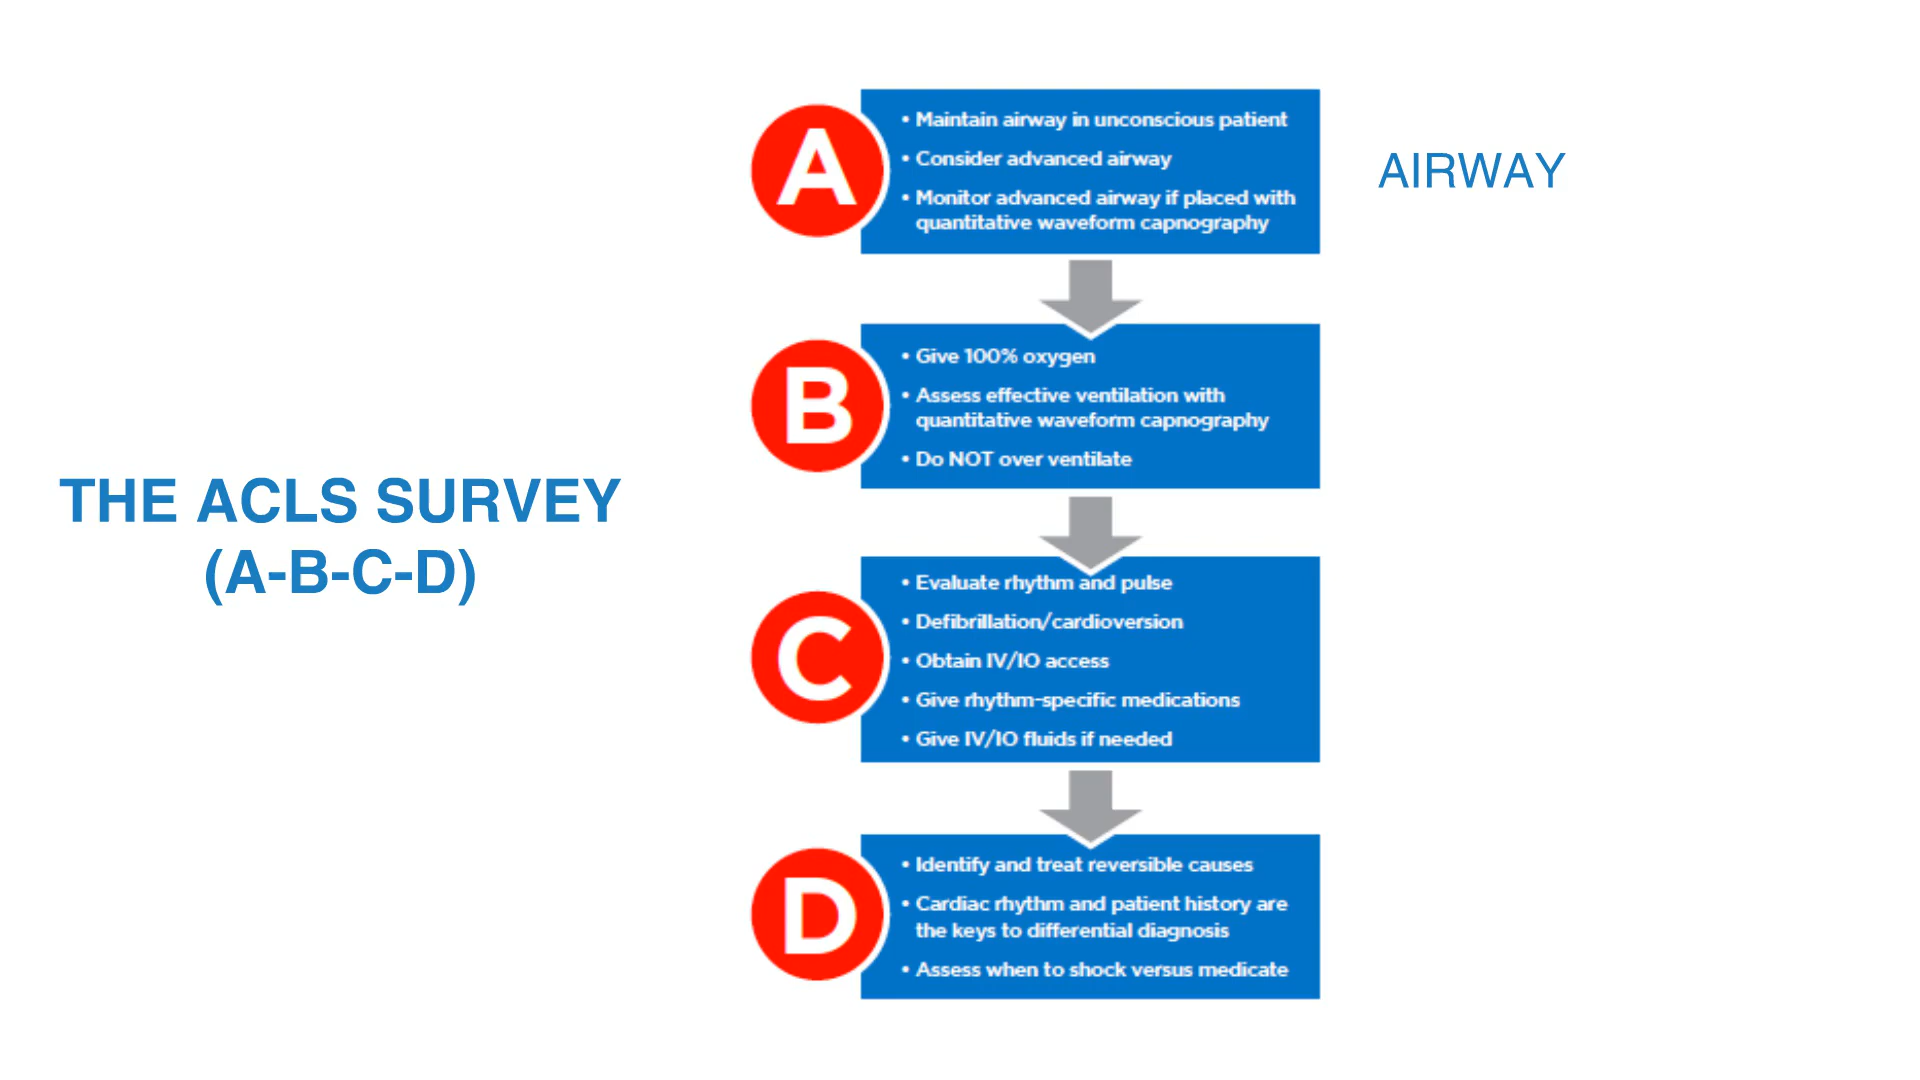 THE ACLS SURVEY
(A-B-C-D)
A
• Maintain airway in unconscious patient
• Consider advanced airway
• Monitor advanced airway if placed with
quantitative waveform capnography
AIRWAY
B
• Give 100% oxygen
• Assess effective ventilation with
quantitative waveform capnography
• Do NOT over ventilate
C
• Evaluate rhythm and pulse
• Defibrillation/cardioversion
• Obtain IV/IO access
• Give rhythm-specific medications
• Give IV/IO fluids if needed
D
• Identify and treat reversible causes
• Cardiac rhythm and patient history are
the keys to differential diagnosis
• Assess when to shock versus medicate